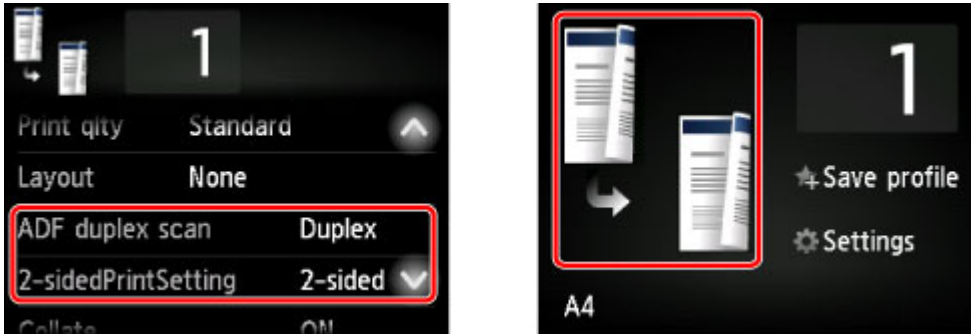 1
Print qlty Standard
Layout None
ADF duplex scan Duplex
2-sidedPrintSetting 2-sided
Collate ON
1
Save profile
Settings
A4